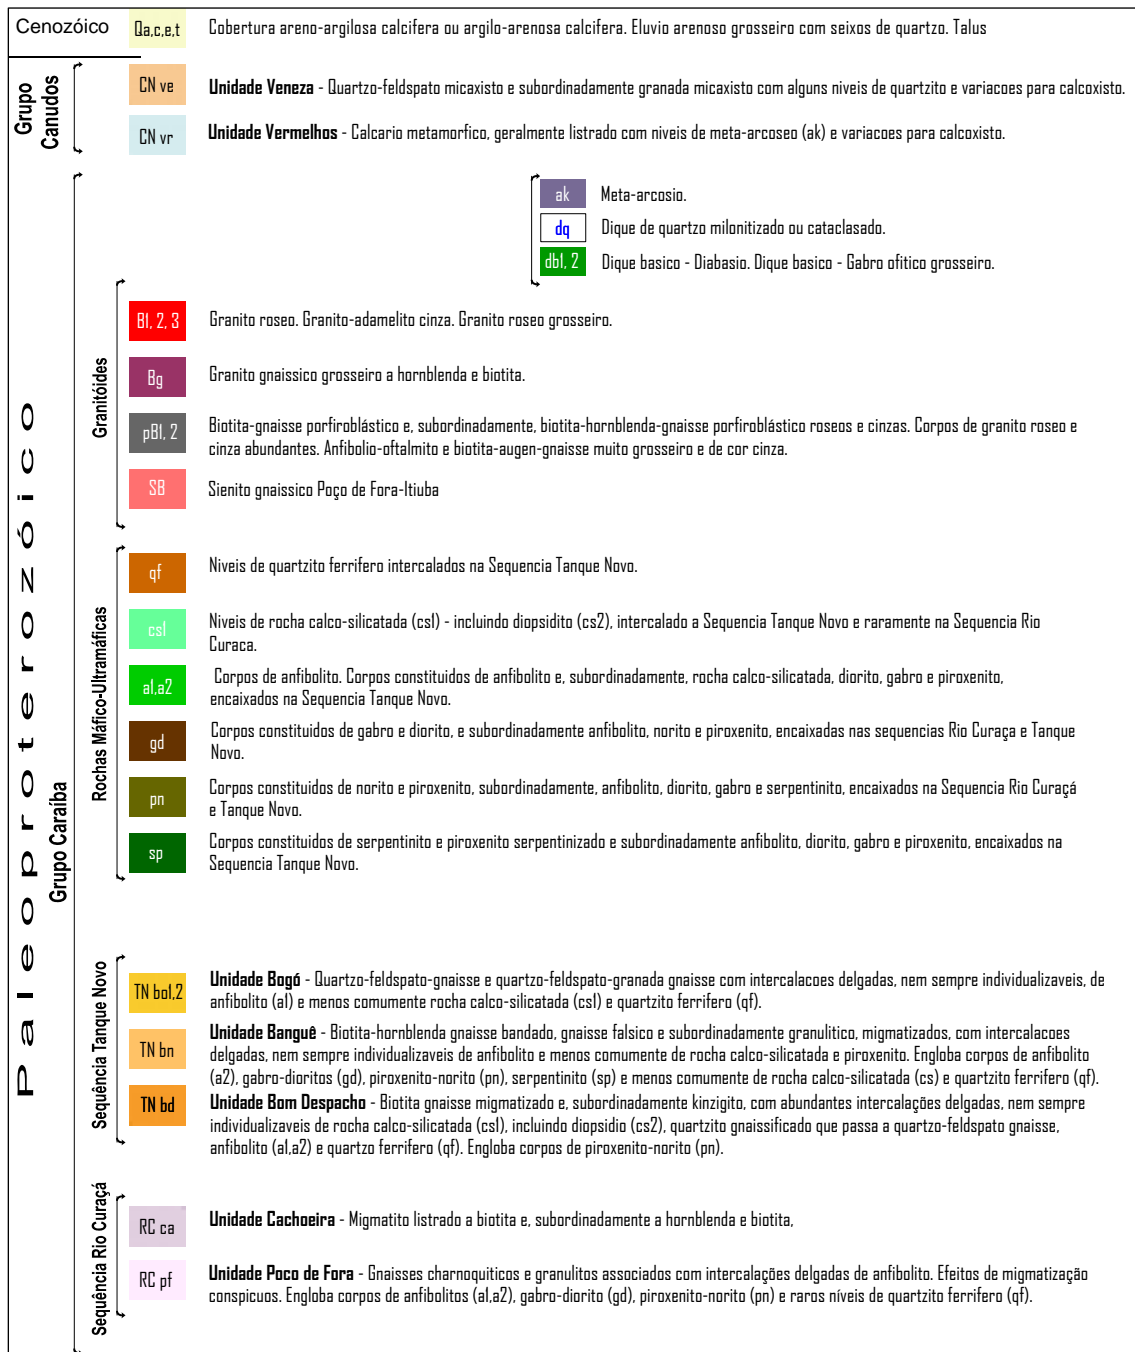 Cenozóico
Qa,c,e,t
Cobertura areno-argilosa calcifera ou argilo-arenosa calcifera. Eluvio arenoso grosseiro com seixos de quartzo. Talus
Grupo
Canudos
CN ve
Unidade Veneza - Quartzo-feldspato micaxisto e subordinadamente granada micaxisto com alguns niveis de quartzito e variacoes para calcoxisto.
CN vr
Unidade Vermelhos - Calcario metamorfico, geralmente listrado com niveis de meta-arcoseo (ak) e variacoes para calcoxisto.
ak
Meta-arcosio.
dq
Dique de quartzo milonitizado ou cataclasado.
db1, 2
Dique basico - Diabasio. Dique basico - Gabro ofitico grosseiro.
Paleoproterozóico
Grupo Caraíba
Granitóides
B1, 2, 3
Granito roseo. Granito-adamelito cinza. Granito roseo grosseiro.
Bg
Granito gnaissico grosseiro a hornblenda e biotita.
pB1, 2
Biotita-gnaisse porfiroblástico e, subordinadamente, biotita-hornblenda-gnaisse porfiroblástico roseos e cinzas. Corpos de granito roseo e
cinza abundantes. Anfibolio-oftalmito e biotita-augen-gnaisse muito grosseiro e de cor cinza.
SB
Sienito gnaissico Poço de Fora-Itiuba
Rochas Máfico-Ultramáficas
qf
Niveis de quartzito ferrifero intercalados na Sequencia Tanque Novo.
cs1
Niveis de rocha calco-silicatada (cs1) - incluindo diopsidito (cs2), intercalado a Sequencia Tanque Novo e raramente na Sequencia Rio
Curaca.
a1,a2
Corpos de anfibolito. Corpos constituidos de anfibolito e, subordinadamente, rocha calco-silicatada, diorito, gabro e piroxenito,
encaixados na Sequencia Tanque Novo.
gd
Corpos constituidos de gabro e diorito, e subordinadamente anfibolito, norito e piroxenito, encaixadas nas sequencias Rio Curaça e Tanque
Novo.
pn
Corpos constituidos de norito e piroxenito, subordinadamente, anfibolito, diorito, gabro e serpentinito, encaixados na Sequencia Rio Curaçá
e Tanque Novo.
sp
Corpos constituidos de serpentinito e piroxenito serpentinizado e subordinadamente anfibolito, diorito, gabro e piroxenito, encaixados na
Sequencia Tanque Novo.
Sequência Tanque Novo
TN bo1,2
Unidade Bogó - Quartzo-feldspato-gnaisse e quartzo-feldspato-granada gnaisse com intercalacoes delgadas, nem sempre individualizaveis, de
anfibolito (a1) e menos comumente rocha calco-silicatada (cs1) e quartzito ferrifero (qf).
TN bn
Unidade Banguê - Biotita-hornblenda gnaisse bandado, gnaisse falsico e subordinadamente granulitico, migmatizados, com intercalacoes
delgadas, nem sempre individualizaveis de anfibolito e menos comumente de rocha calco-silicatada e piroxenito. Engloba corpos de anfibolito
(a2), gabro-dioritos (gd), piroxenito-norito (pn), serpentinito (sp) e menos comumente de rocha calco-silicatada (cs) e quartzito ferrifero (qf).
TN bd
Unidade Bom Despacho - Biotita gnaisse migmatizado e, subordinadamente kinzigito, com abundantes intercalações delgadas, nem sempre
individualizaveis de rocha calco-silicatada (cs1), incluindo diopsidio (cs2), quartzito gnaissificado que passa a quartzo-feldspato gnaisse,
anfibolito (a1,a2) e quartzo ferrifero (qf). Engloba corpos de piroxenito-norito (pn).
Sequência Rio Curaçá
RC ca
Unidade Cachoeira - Migmatito listrado a biotita e, subordinadamente a hornblenda e biotita,
RC pf
Unidade Poco de Fora - Gnaisses charnoquiticos e granulitos associados com intercalações delgadas de anfibolito. Efeitos de migmatização
conspicuos. Engloba corpos de anfibolitos (a1,a2), gabro-diorito (gd), piroxenito-norito (pn) e raros níveis de quartzito ferrifero (qf).